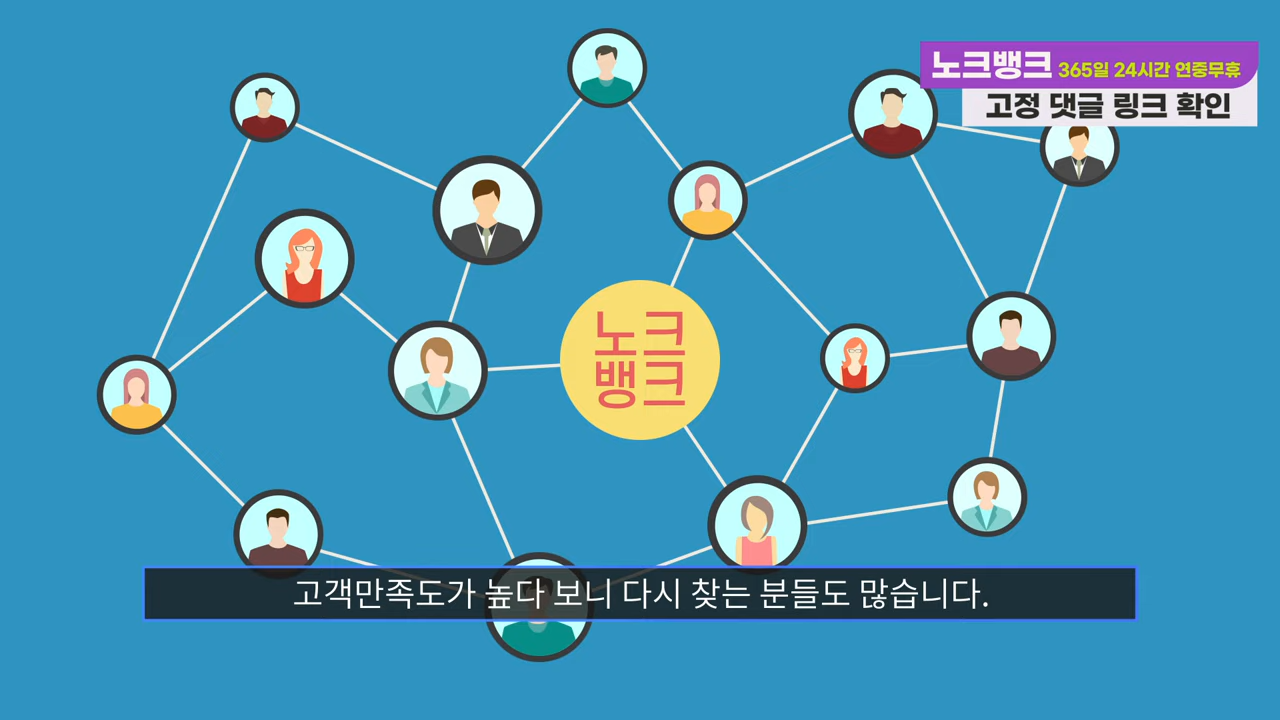 노크뱅크 365일 24시간 연중무휴
고정 댓글 링크 확인
노크
뱅크
고객만족도가 높다 보니 다시 찾는 분들도 많습니다.